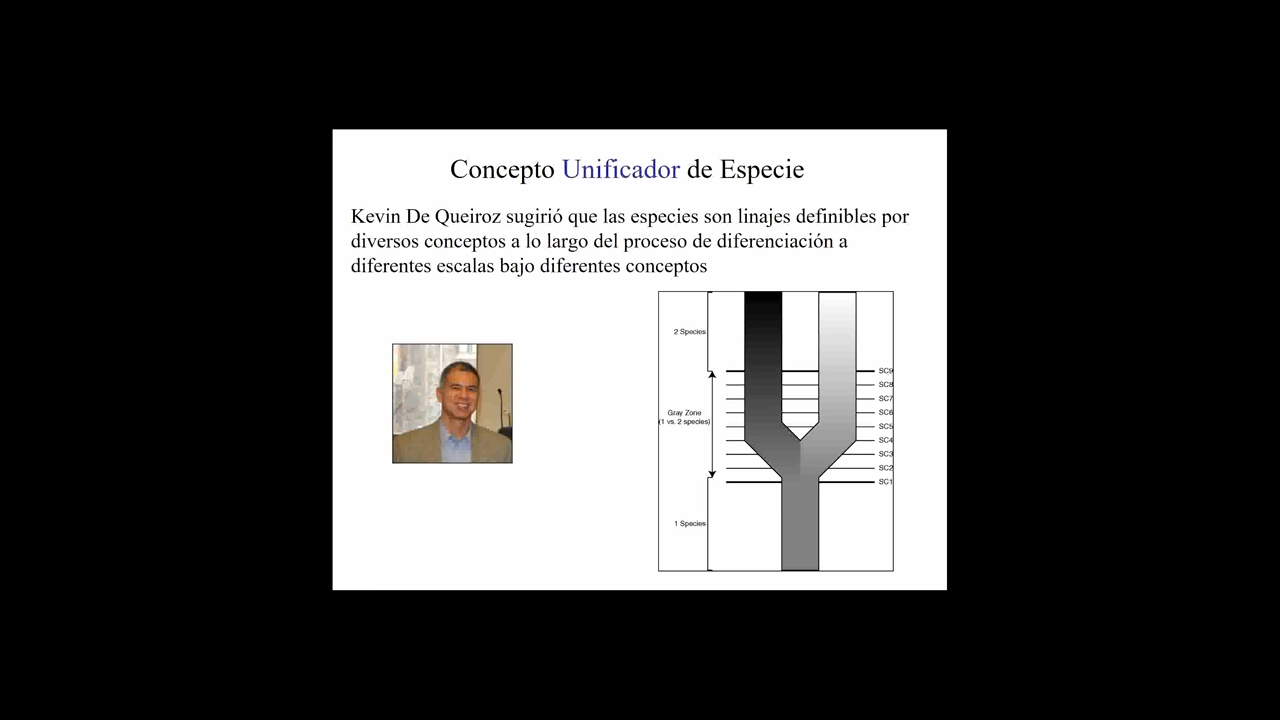 Concepto Unificador de Especie
Kevin De Queiroz sugirió que las especies son linajes definibles por
diversos conceptos a lo largo del proceso de diferenciación a
diferentes escalas bajo diferentes conceptos
2 Species
SC9
SC8
SC7
Gray Zone
(1 vs. 2 species)
SC6
SC5
SC4
SC3
SC2
SC1
1 Species